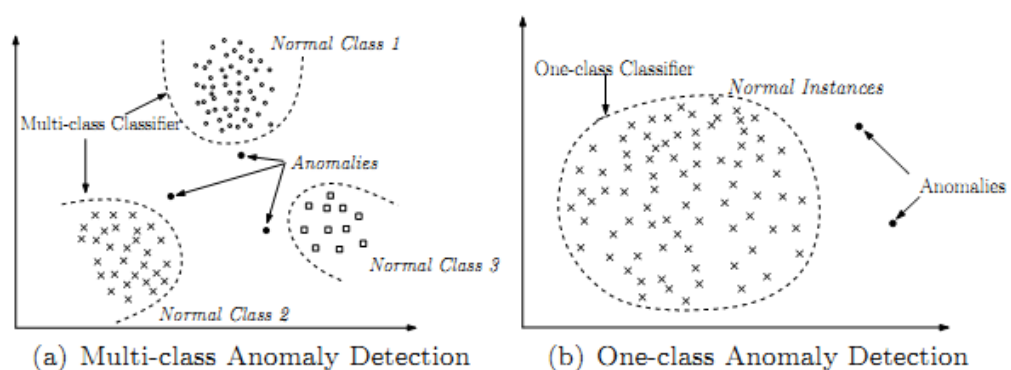 Normal Class 1
Multi-class Classifier
Anomalies
Normal Class 3
Normal Class 2
(a) Multi-class Anomaly Detection
One-class Classifier
Normal Instances
Anomalies
(b) One-class Anomaly Detection